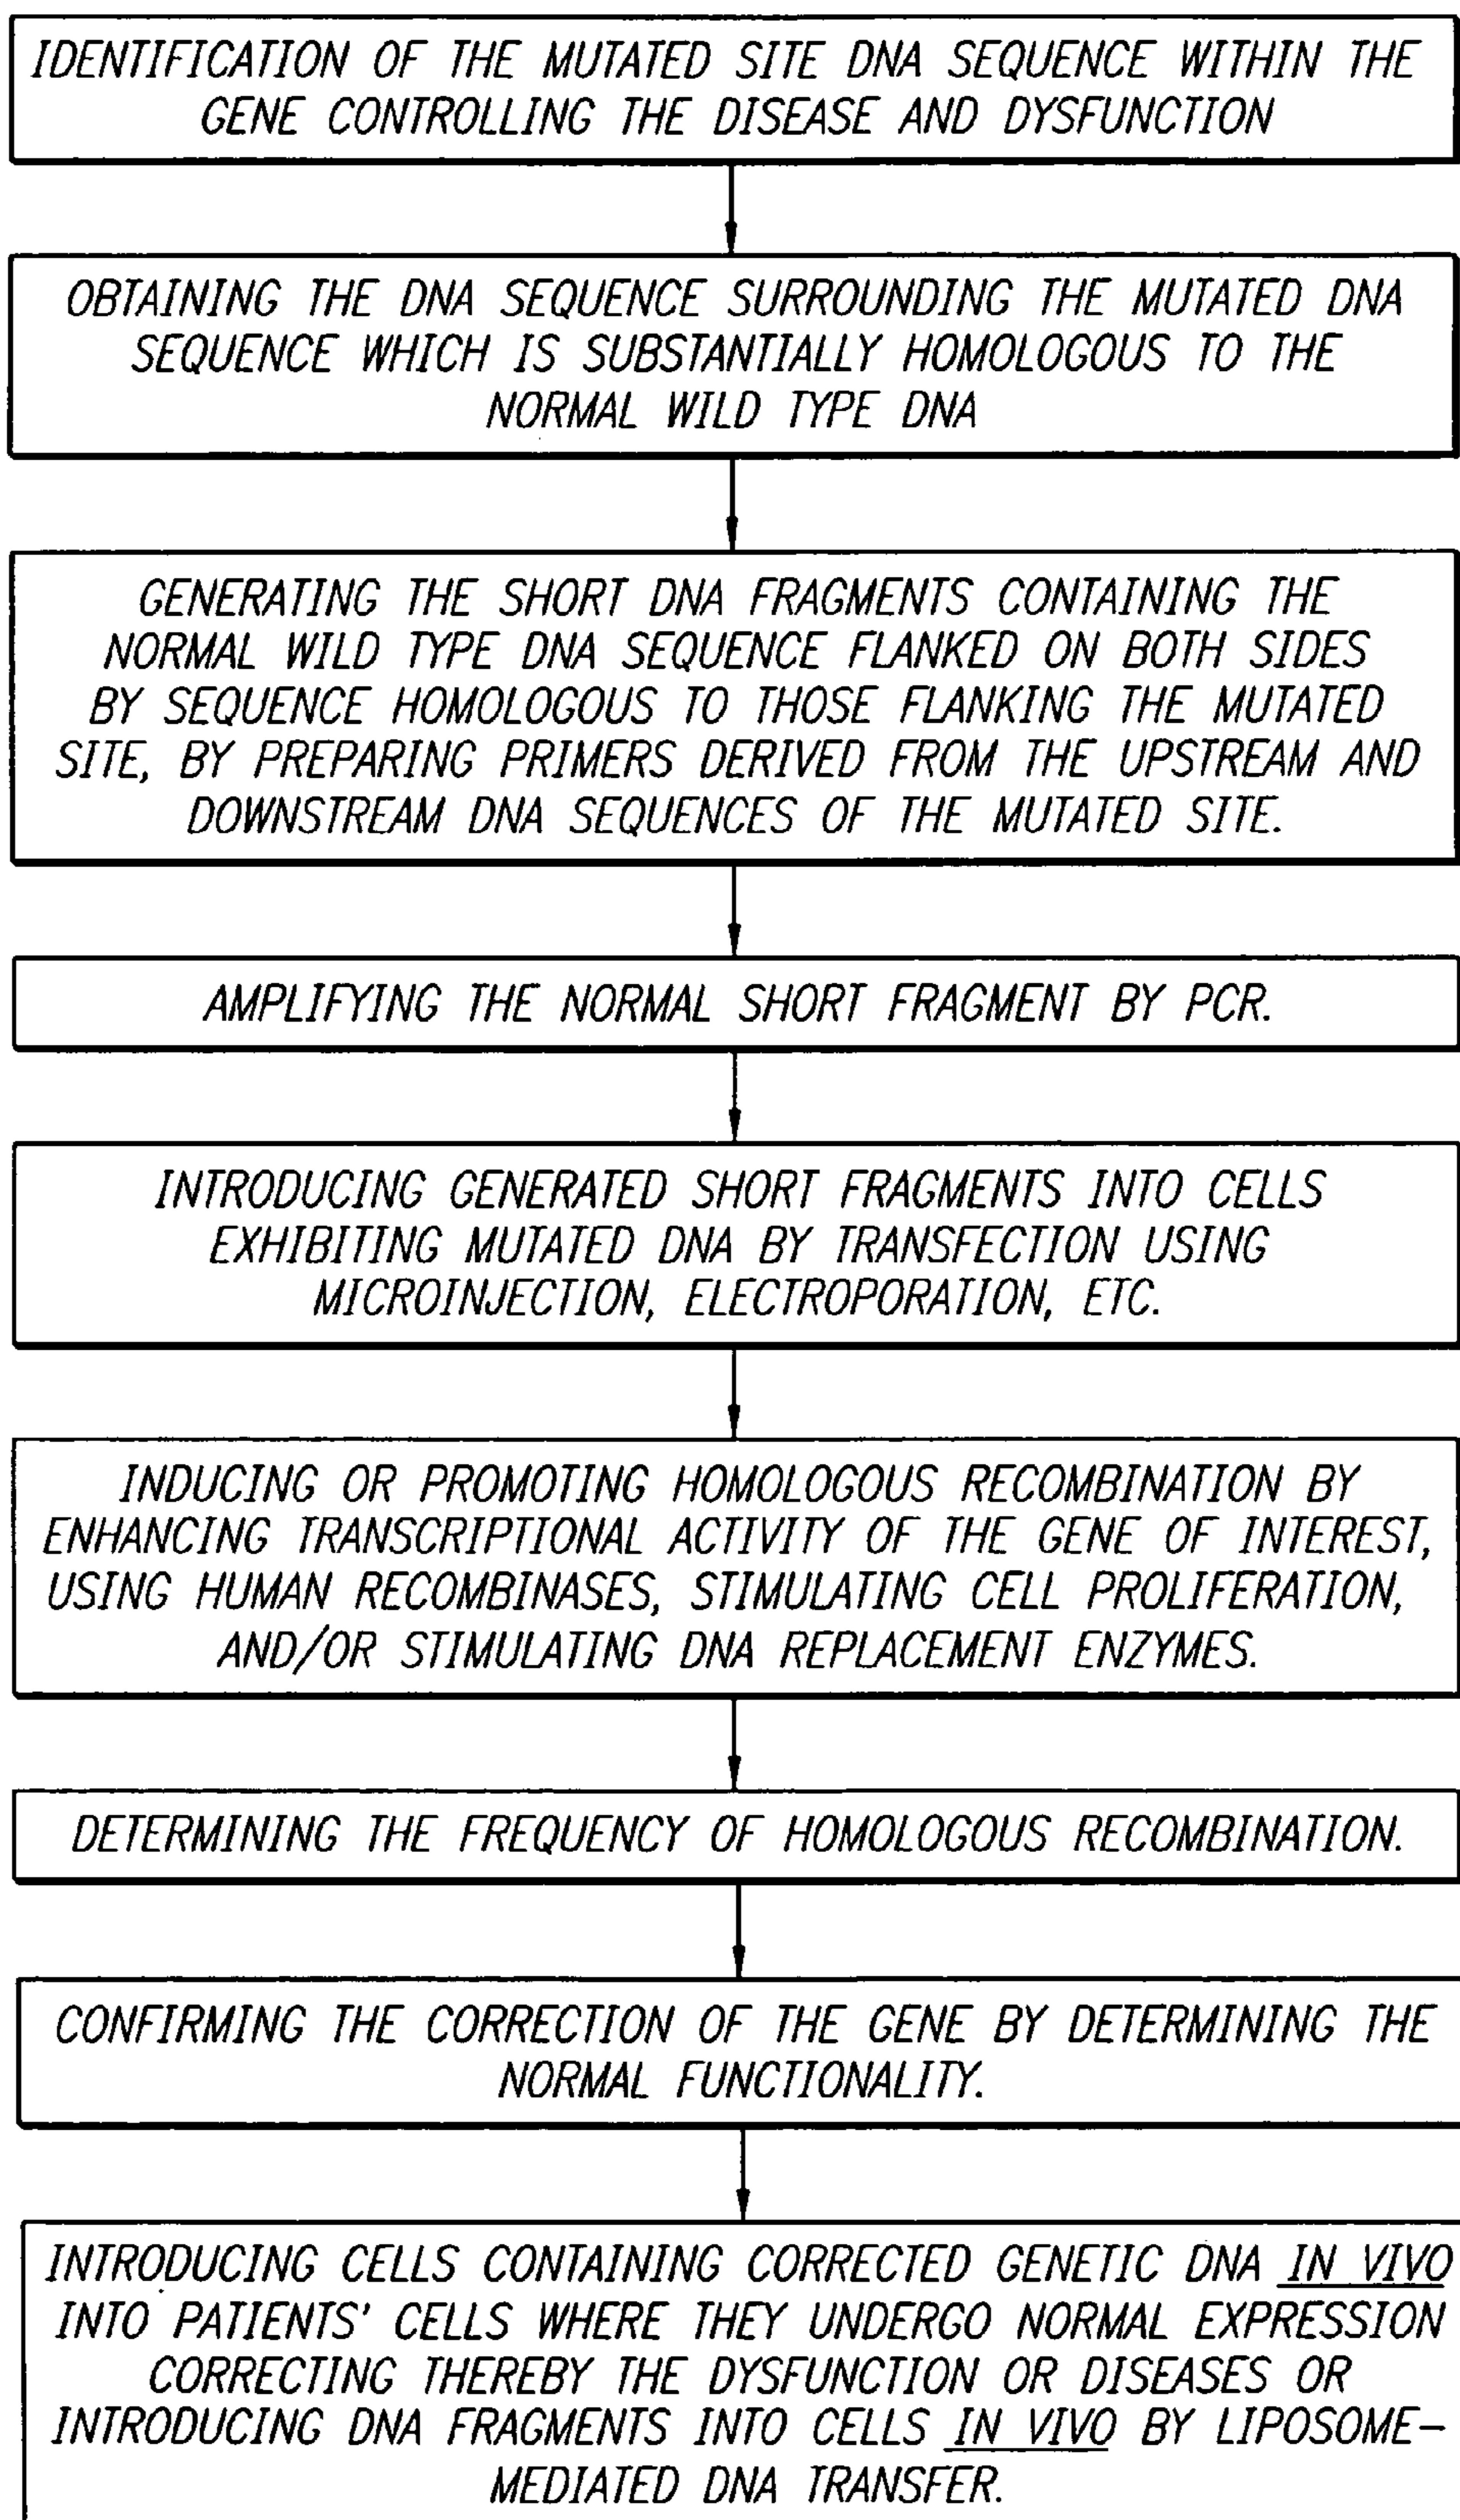 IDENTIFICATION OF THE MUTATED SITE DNA SEQUENCE WITHIN THE
GENE CONTROLLING THE DISEASE AND DYSFUNCTION
OBTAINING THE DNA SEQUENCE SURROUNDING THE MUTATED DNA
SEQUENCE WHICH IS SUBSTANTIALLY HOMOLOGOUS TO THE
NORMAL WILD TYPE DNA
GENERATING THE SHORT DNA FRAGMENTS CONTAINING THE
NORMAL WILD TYPE DNA SEQUENCE FLANKED ON BOTH SIDES
BY SEQUENCE HOMOLOGOUS TO THOSE FLANKING THE MUTATED
SITE, BY PREPARING PRIMERS DERIVED FROM THE UPSTREAM AND
DOWNSTREAM DNA SEQUENCES OF THE MUTATED SITE.
AMPLIFYING THE NORMAL SHORT FRAGMENT BY PCR.
INTRODUCING GENERATED SHORT FRAGMENTS INTO CELLS
EXHIBITING MUTATED DNA BY TRANSFECTION USING
MICROINJECTION, ELECTROPORATION, ETC.
INDUCING OR PROMOTING HOMOLOGOUS RECOMBINATION BY
ENHANCING TRANSCRIPTIONAL ACTIVITY OF THE GENE OF INTEREST,
USING HUMAN RECOMBINASES, STIMULATING CELL PROLIFERATION,
AND/OR STIMULATING DNA REPLACEMENT ENZYMES.
DETERMINING THE FREQUENCY OF HOMOLOGOUS RECOMBINATION.
CONFIRMING THE CORRECTION OF THE GENE BY DETERMINING THE
NORMAL FUNCTIONALITY.
INTRODUCING CELLS CONTAINING CORRECTED GENETIC DNA IN VIVO
INTO PATIENTS' CELLS WHERE THEY UNDERGO NORMAL EXPRESSION
CORRECTING THEREBY THE DYSFUNCTION OR DISEASES OR
INTRODUCING DNA FRAGMENTS INTO CELLS IN VIVO BY LIPOSOME-
MEDIATED DNA TRANSFER.